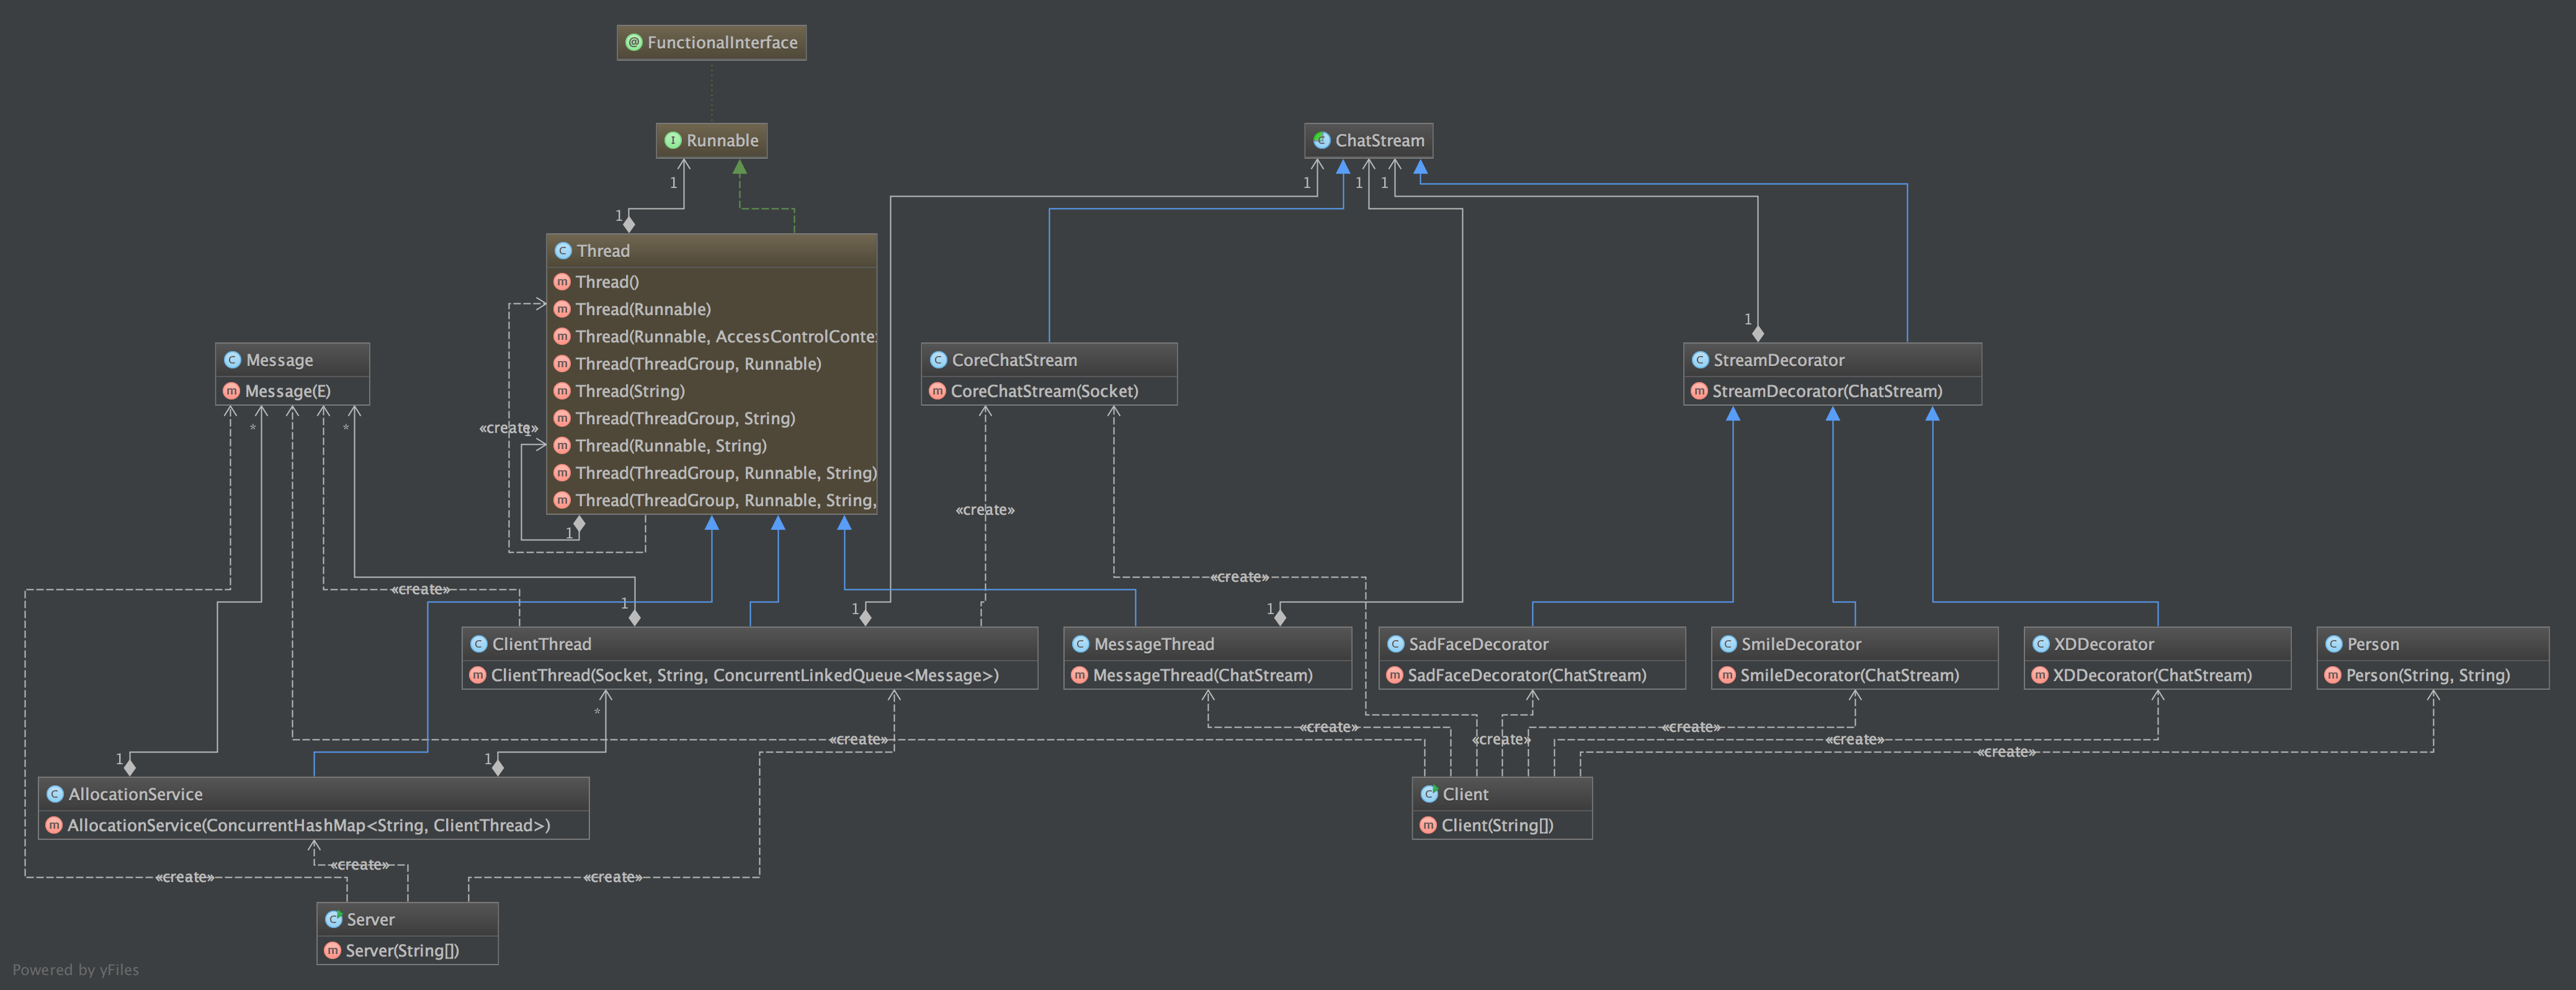 FunctionalInterface
Runnable
ChatStream
1
1
1
1
1
Thread
Thread()
Thread(Runnable)
Thread(Runnable, AccessControlConte
Thread(ThreadGroup, Runnable)
Thread(String)
Thread(ThreadGroup, String)
Thread(Runnable, String)
Thread(ThreadGroup, Runnable, String)
Thread(ThreadGroup, Runnable, String,
1
Message
Message(E)
CoreChatStream
CoreChatStream(Socket)
StreamDecorator
StreamDecorator(ChatStream)
*
*
«create»
1
1
«create»
«create»
«create»
1
1
1
ClientThread
ClientThread(Socket, String, ConcurrentLinkedQueue<Message>)
MessageThread
MessageThread(ChatStream)
SadFaceDecorator
SadFaceDecorator(ChatStream)
SmileDecorator
SmileDecorator(ChatStream)
XDDecorator
XDDecorator(ChatStream)
Person
Person(String, String)
*
«create»
«create»
«create»
«create»
«create»
«create»
1
1
AllocationService
AllocationService(ConcurrentHashMap<String, ClientThread>)
Client
Client(String[])
«create»
«create»
«create»
Server
Server(String[])
Powered by yFiles